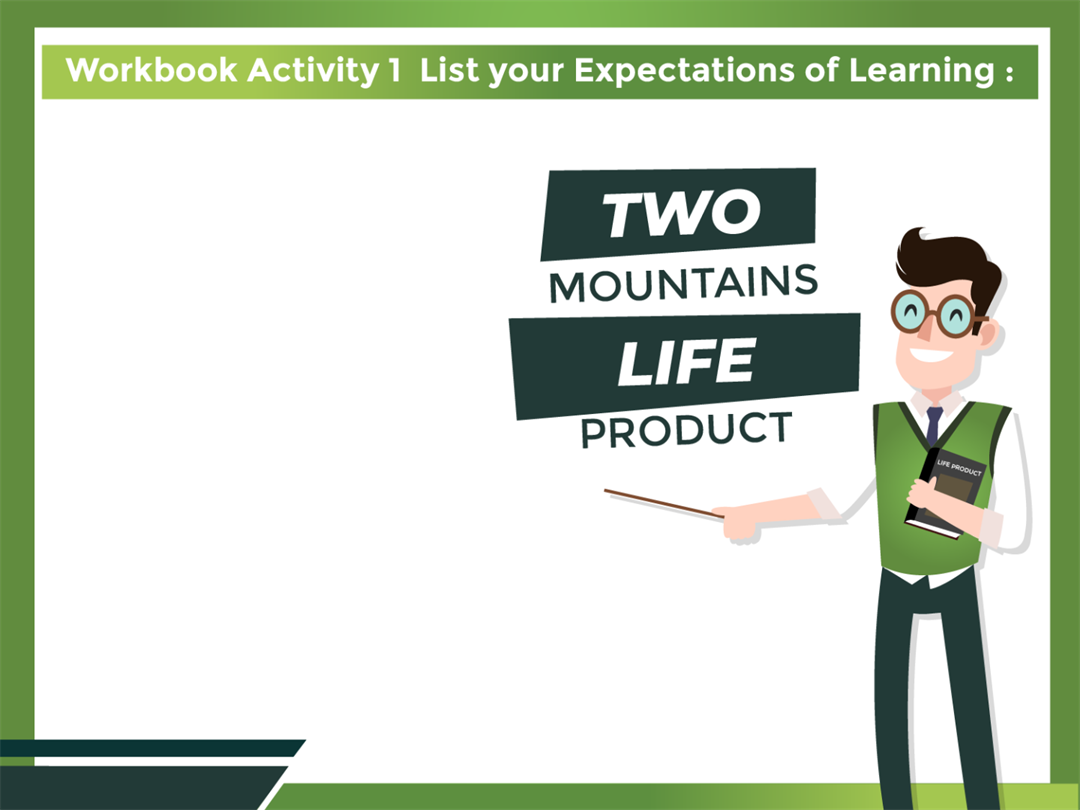 Workbook Activity 1 List your Expectations of Learning :
TWO
MOUNTAINS
LIFE
PRODUCT
LIFE PRODUCT